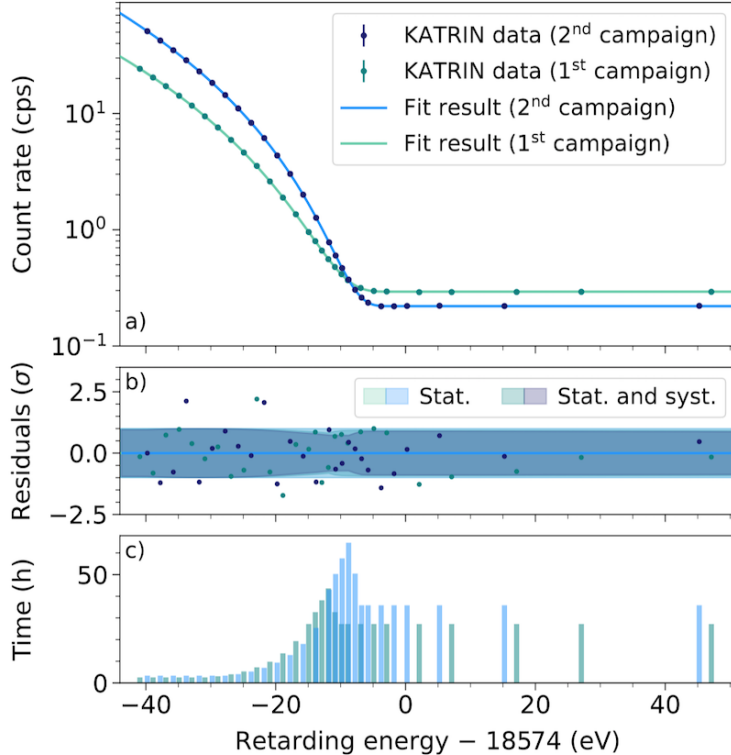 KATRIN data (2nd campaign)
KATRIN data (1st campaign)
Fit result (2nd campaign)
Fit result (1st campaign)
Count rate (cps)
10¹
10⁰
10⁻¹
a)
b)
Stat.
Stat. and syst.
Residuals (σ)
2.5
0.0
−2.5
c)
Time (h)
50
0
−40
−20
0
20
40
Retarding energy − 18574 (eV)